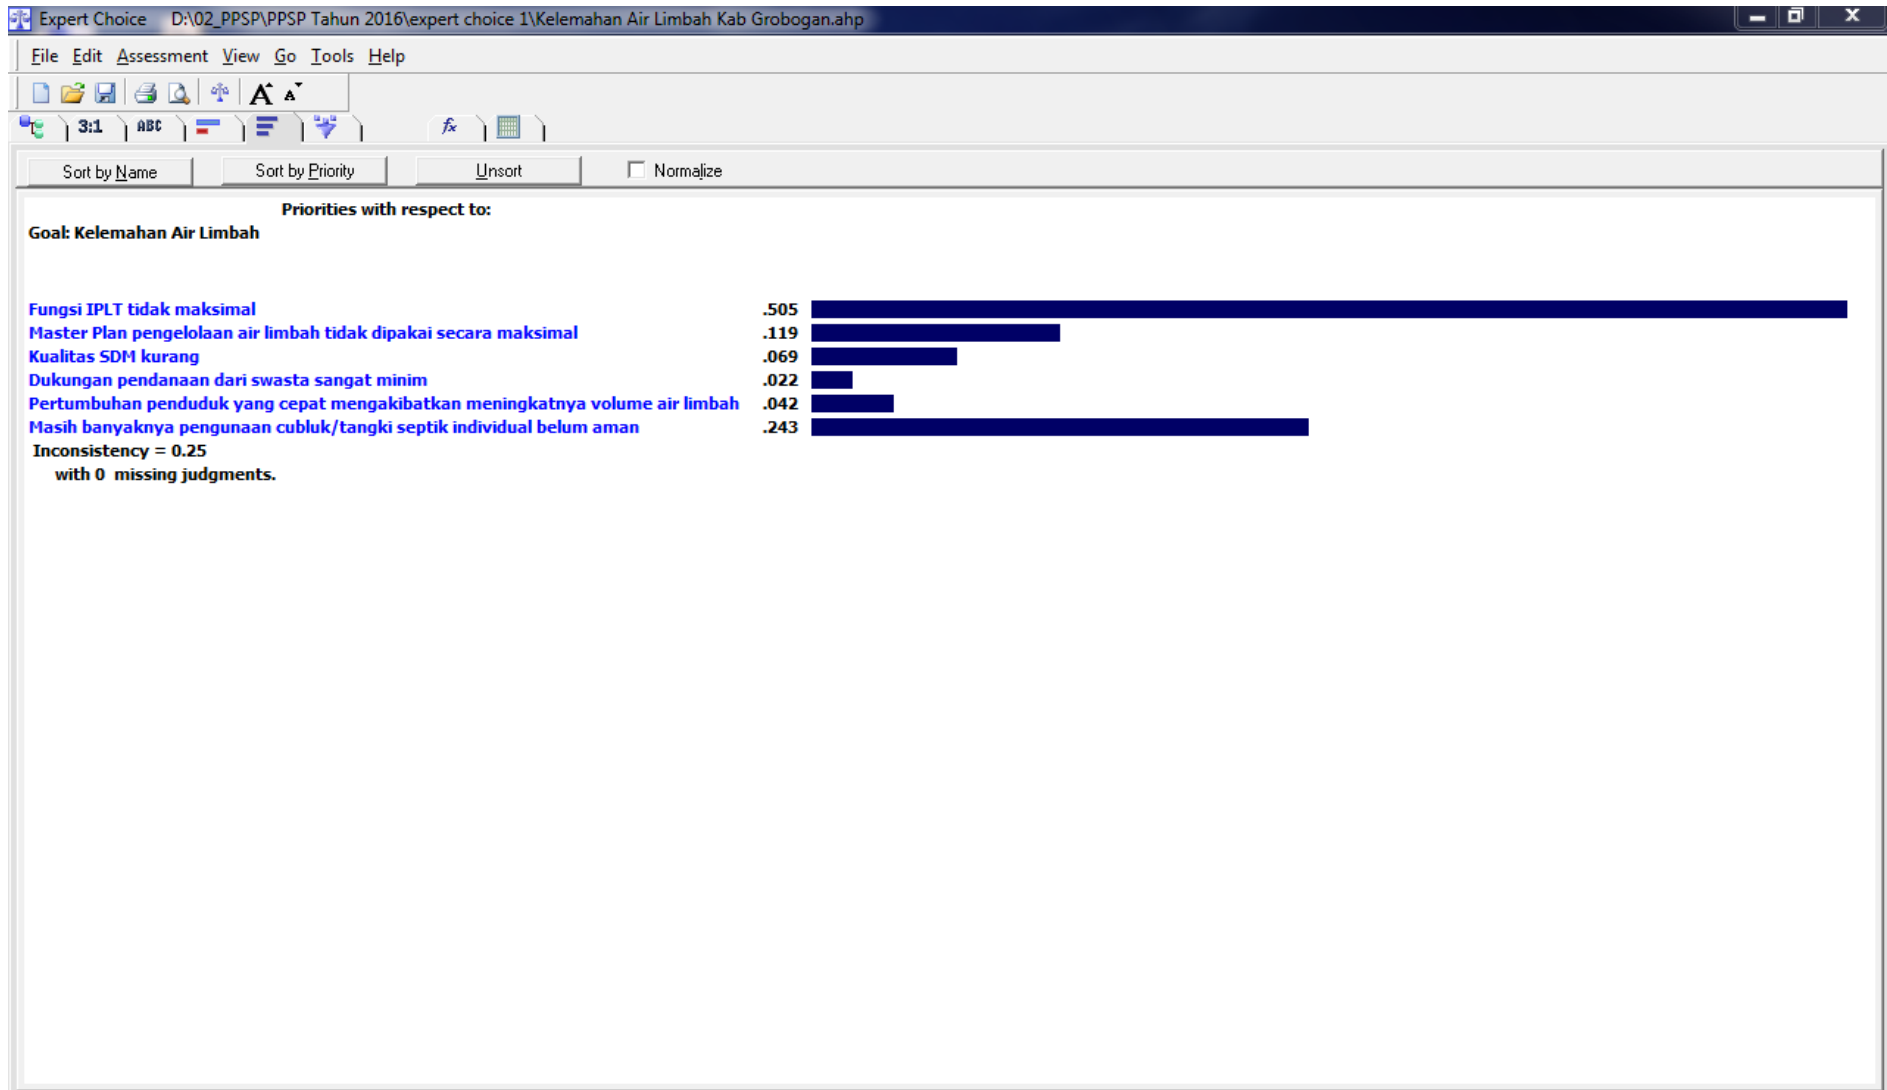 Expert Choice D:\02_PPSP\PPSP Tahun 2016\expert choice 1\Kelemahan Air Limbah Kab Grobogan.ahp
File Edit Assessment View Go Tools Help
A A
3:1 ABC fx
Sort by Name Sort by Priority Unsort Normalize
Priorities with respect to:
Goal: Kelemahan Air Limbah
Fungsi IPLT tidak maksimal .505
Master Plan pengelolaan air limbah tidak dipakai secara maksimal .119
Kualitas SDM kurang .069
Dukungan pendanaan dari swasta sangat minim .022
Pertumbuhan penduduk yang cepat mengakibatkan meningkatnya volume air limbah .042
Masih banyaknya pengunaan cubluk/tangki septik individual belum aman .243
Inconsistency = 0.25
with 0 missing judgments.